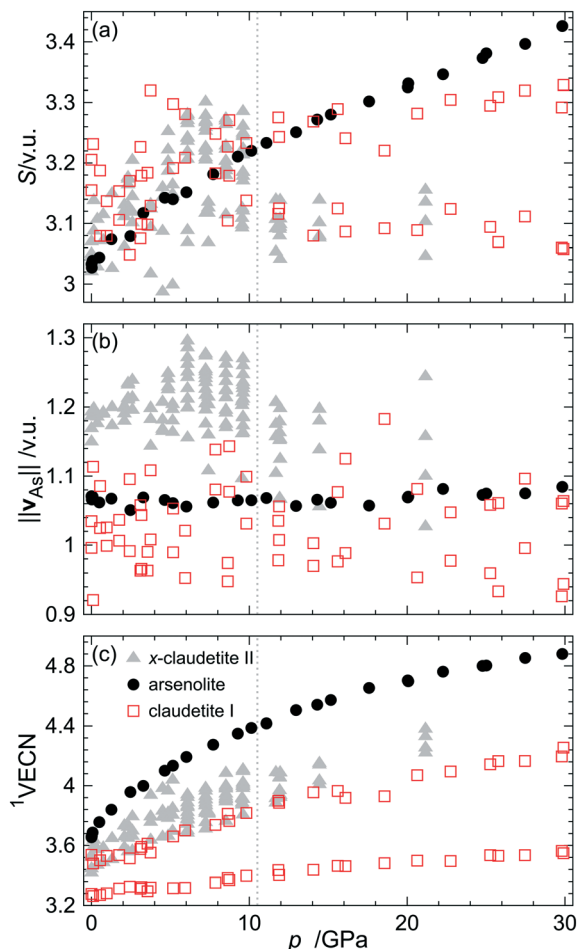 (a)
S/v.u.
3.4
3.3
3.2
3.1
3
(b)
||vAs||/v.u.
1.3
1.2
1.1
1
0.9
(c)
x-claudetite II
arsenolite
claudetite I
¹VECN
4.8
4.4
4
3.6
3.2
0 10 20 30
p /GPa